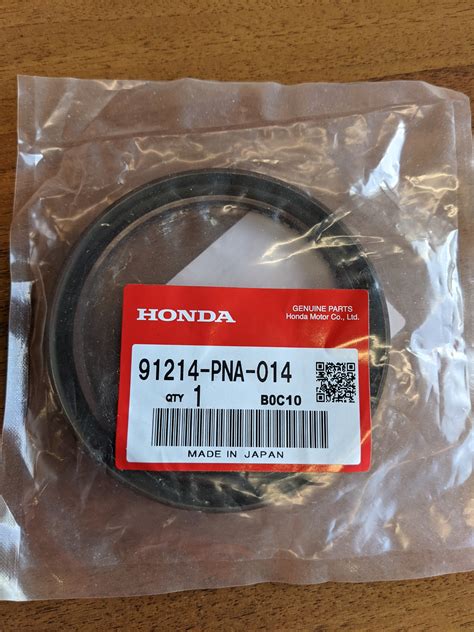 HONDA
GENUINE PARTS
Honda Motor Co., Ltd.
91214-PNA-014
QTY 1 B0C10
MADE IN JAPAN